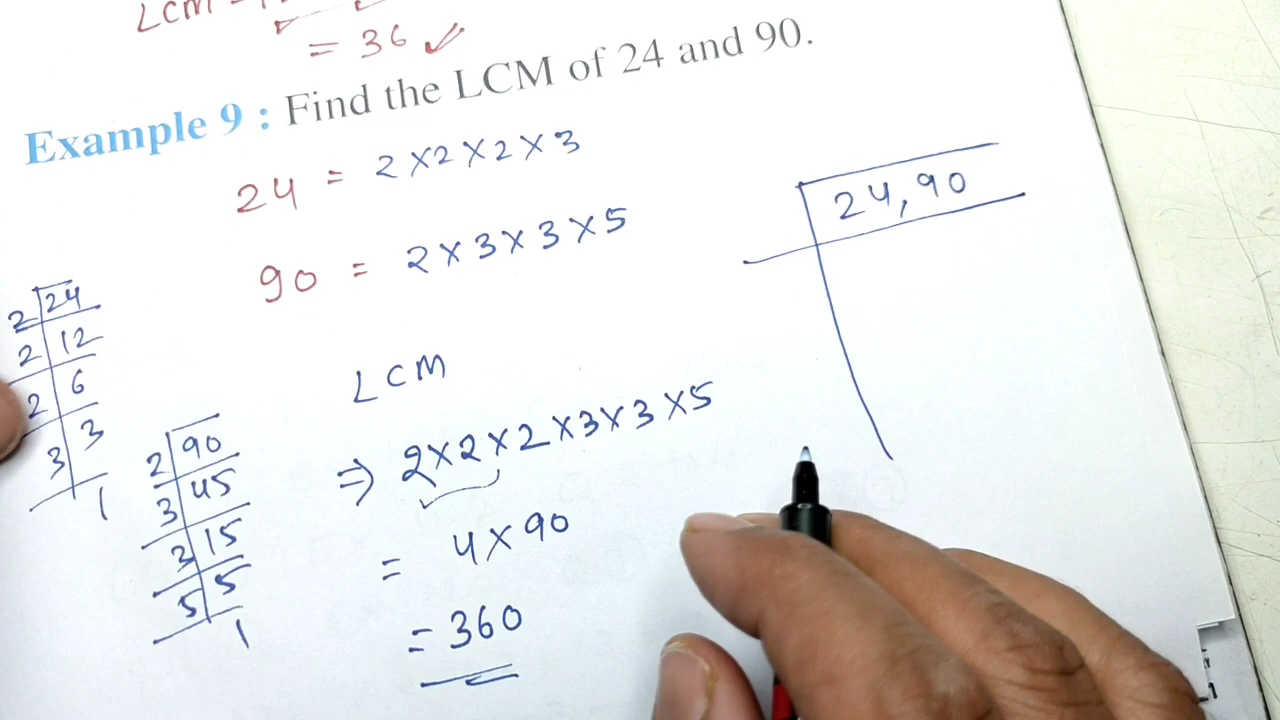 LCM
= 36 ✓
Example 9 : Find the LCM of 24 and 90.
24 = 2×2×2×3
90 = 2×3×3×5
2 24
2 12
2 6
3 3
1
2 90
3 45
3 15
5 5
1
LCM
⇒ 2×2×2×3×3×5
= 4×90
= 360
24, 90